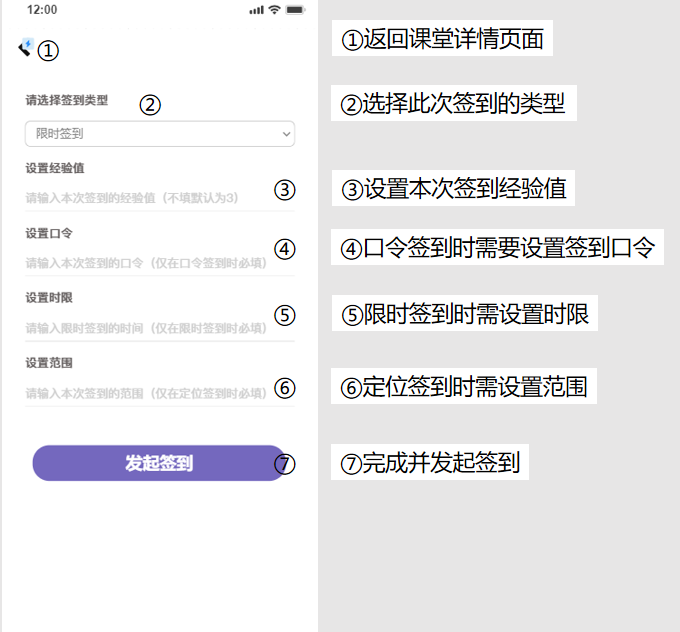 12:00
①
①返回课堂详情页面
请选择签到类型
②
②选择此次签到的类型
限时签到
设置经验值
请输入本次签到的经验值（不填默认为3）
③
③设置本次签到经验值
设置口令
请输入本次签到的口令（仅在口令签到时必填）
④
④口令签到时需要设置签到口令
设置时限
请输入限时签到的时间（仅在限时签到时必填）
⑤
⑤限时签到时需设置时限
设置范围
请输入本次签到的范围（仅在定位签到时必填）
⑥
⑥定位签到时需设置范围
发起签到
⑦
⑦完成并发起签到